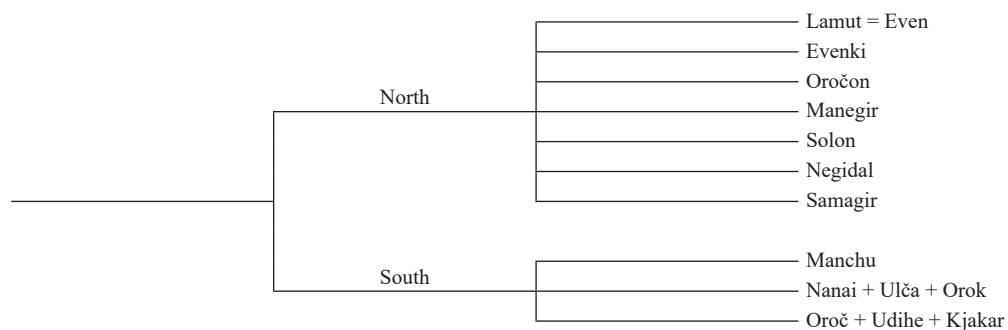 Lamut = Even
Evenki
North
Oročon
Manegir
Solon
Negidal
Samagir
Manchu
South
Nanai + Ulča + Orok
Oroč + Udihe + Kjakar